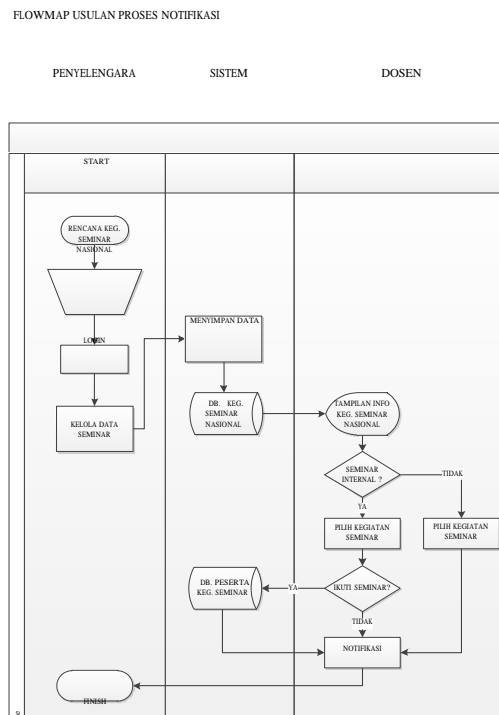 FLOWMAP USULAN PROSES NOTIFIKASI
PENYELENGARA
SISTEM
DOSEN
START
RENCANA KEG.
SEMINAR
NASIONAL
LOGIN
MENYIMPAN DATA
KELOLA DATA
SEMINAR
DB. KEG.
SEMINAR
NASIONAL
TAMPILAN INFO
KEG. SEMINAR
NASIONAL
SEMINAR
INTERNAL ?
TIDAK
YA
PILIH KEGIATAN
SEMINAR
PILIH KEGIATAN
SEMINAR
DB. PESERTA
KEG. SEMINAR
YA
IKUTI SEMINAR?
TIDAK
NOTIFIKASI
FINISH